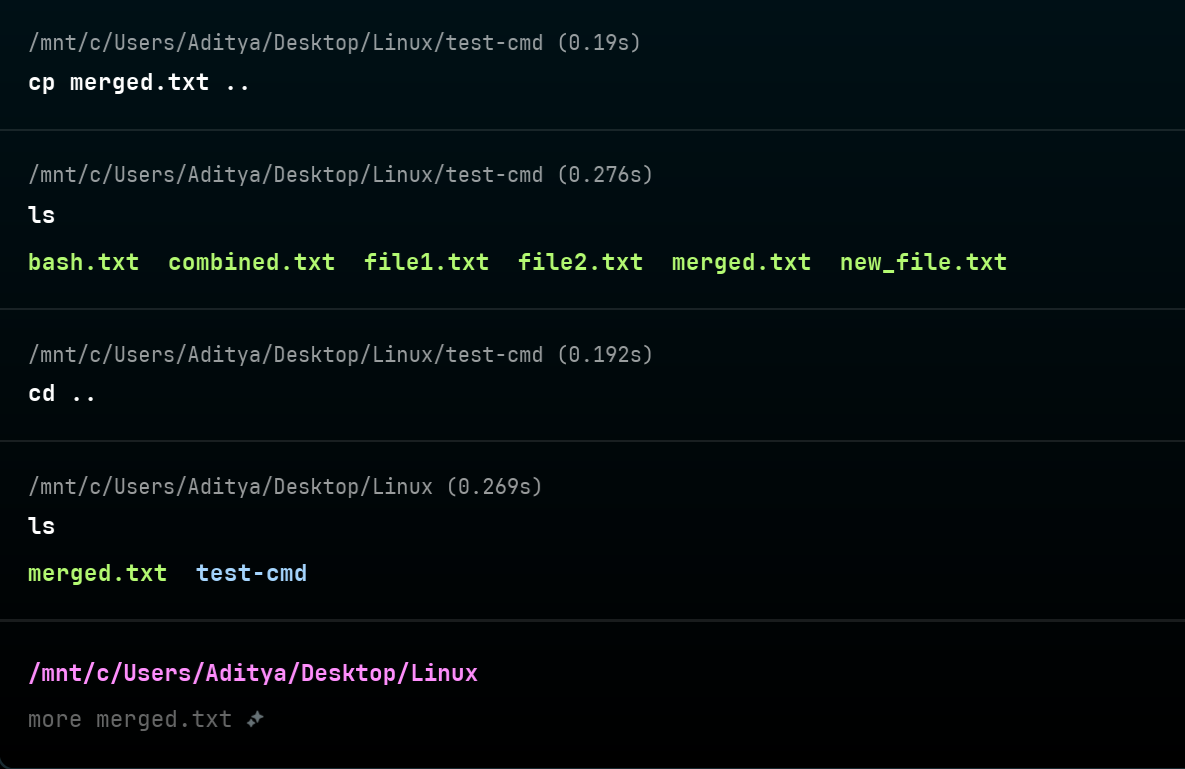 /mnt/c/Users/Aditya/Desktop/Linux/test-cmd (0.19s)
cp merged.txt ..
/mnt/c/Users/Aditya/Desktop/Linux/test-cmd (0.276s)
ls
bash.txt  combined.txt  file1.txt  file2.txt  merged.txt  new_file.txt
/mnt/c/Users/Aditya/Desktop/Linux/test-cmd (0.192s)
cd ..
/mnt/c/Users/Aditya/Desktop/Linux (0.269s)
ls
merged.txt  test-cmd
/mnt/c/Users/Aditya/Desktop/Linux
more merged.txt